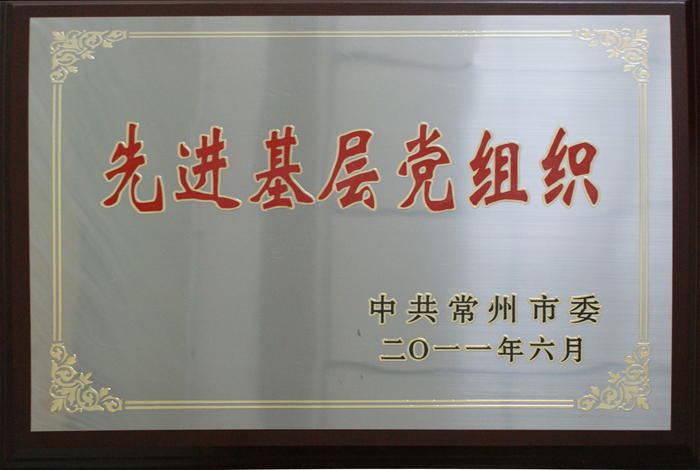 先进基层党组织
中共常州市委
二〇一一年六月